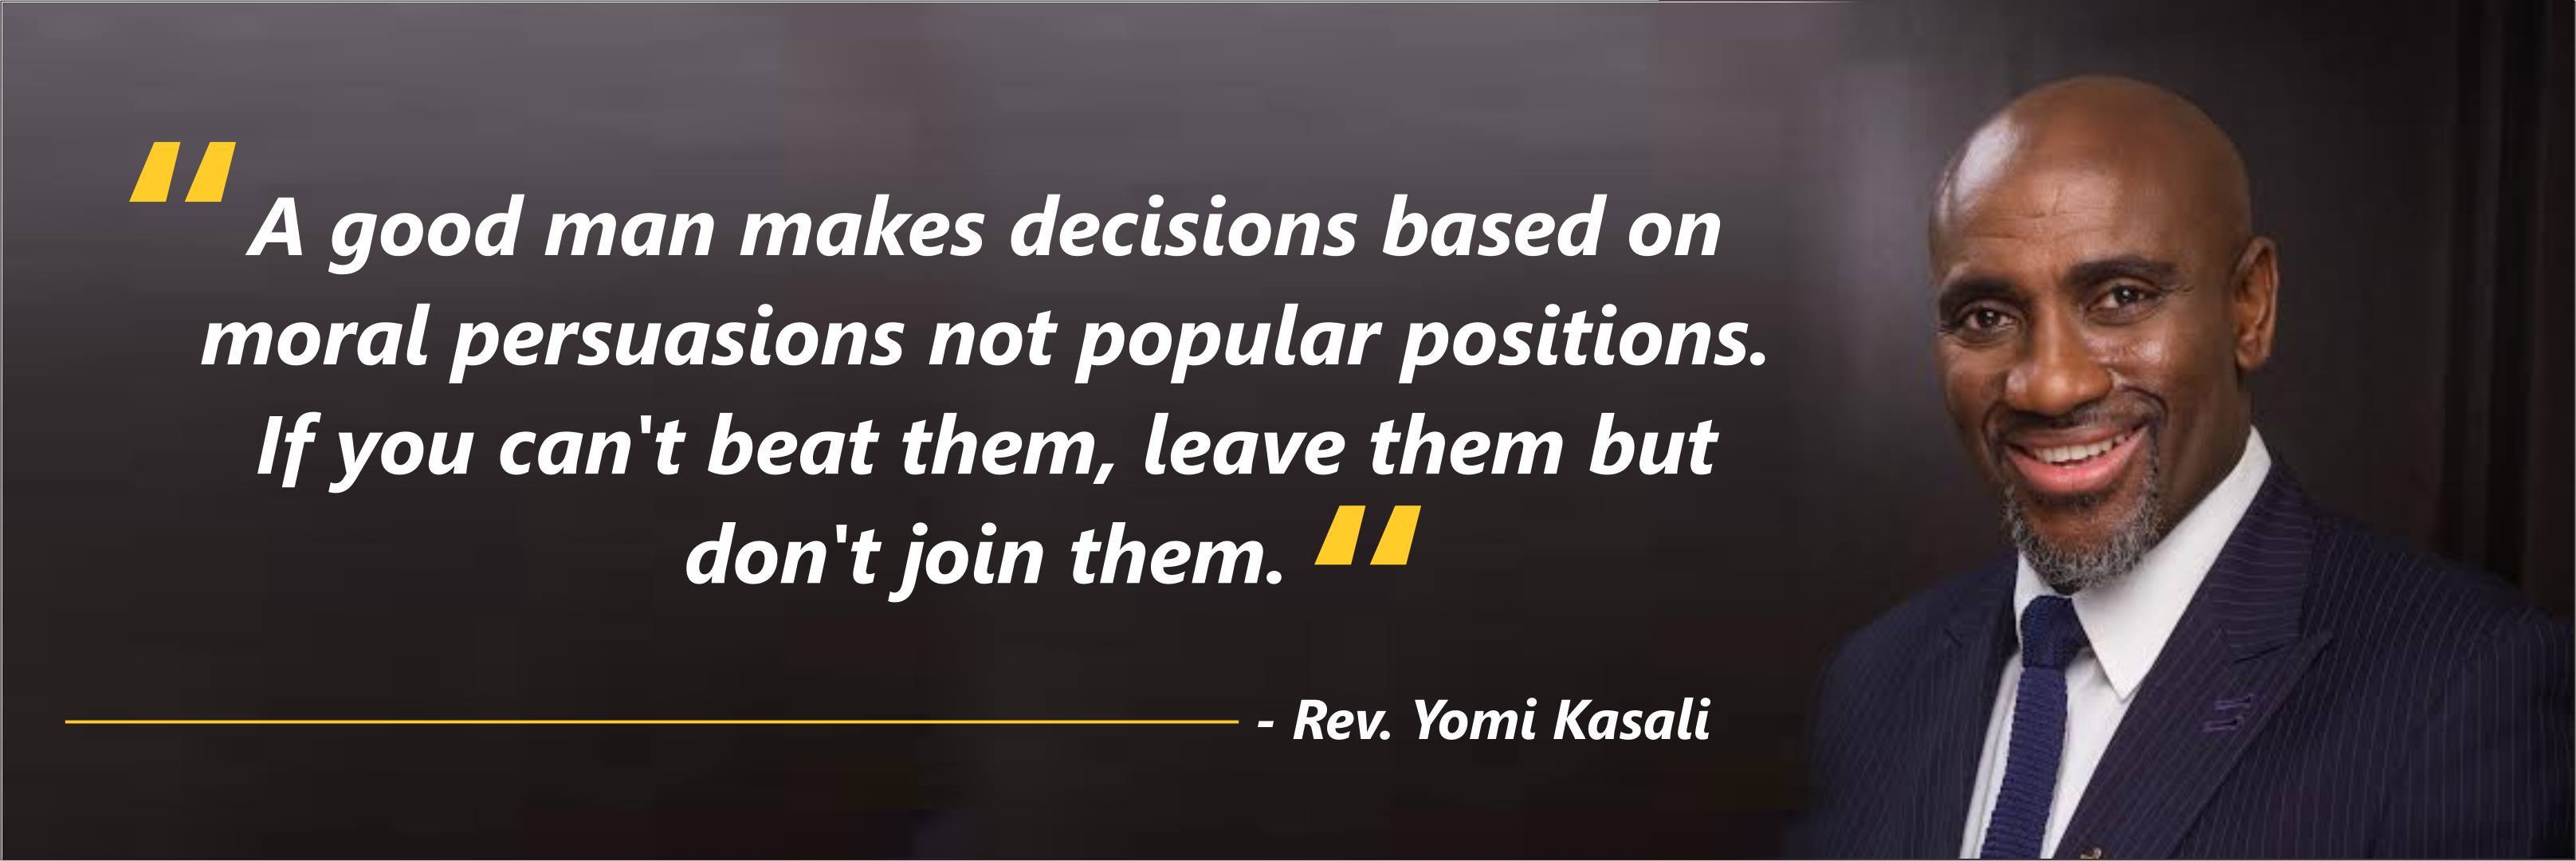 “ A good man makes decisions based on
moral persuasions not popular positions.
If you can't beat them, leave them but
don't join them. “
- Rev. Yomi Kasali